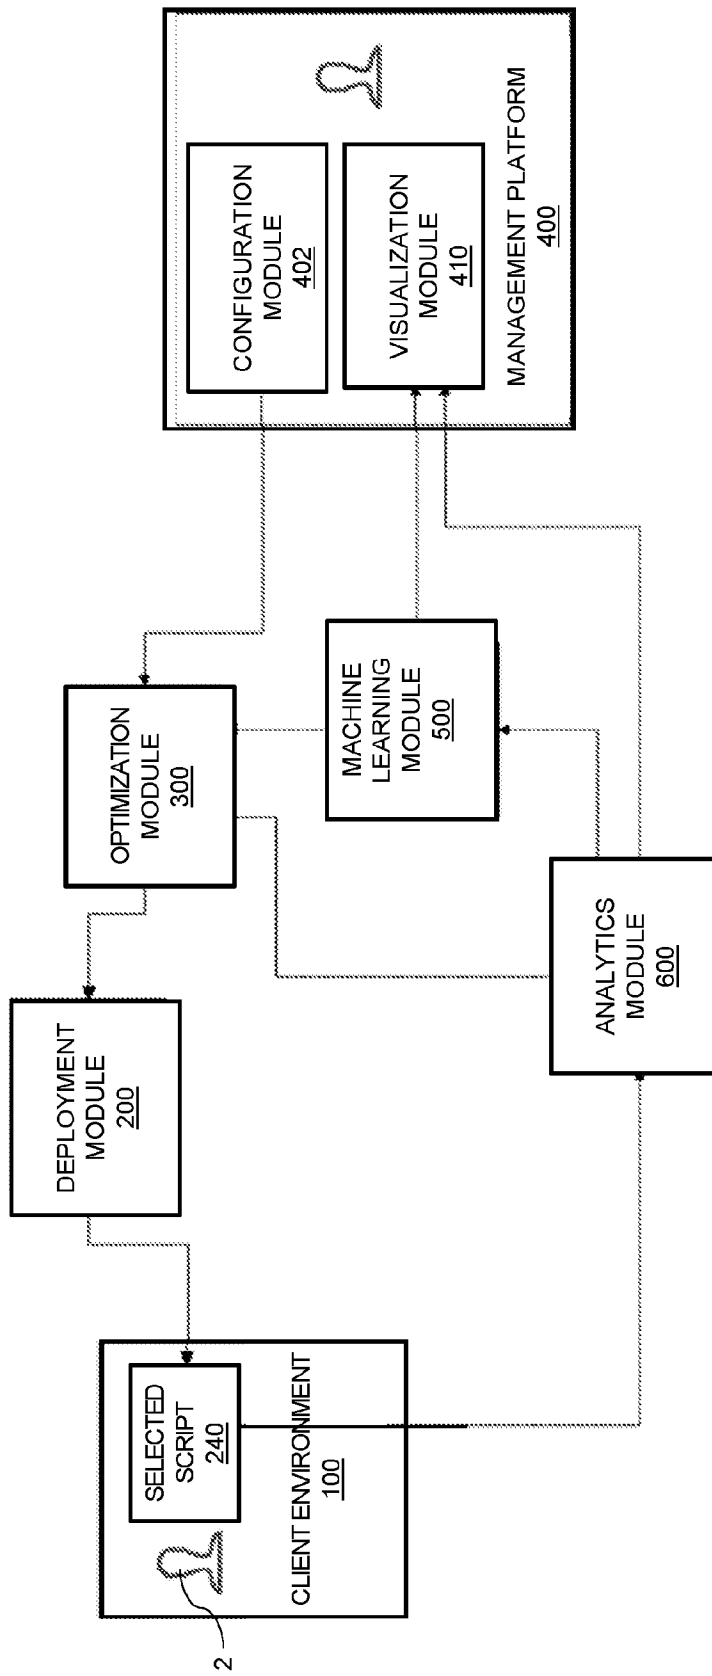 2
CLIENT ENVIRONMENT
100
SELECTED
SCRIPT
240
DEPLOYMENT
MODULE
200
OPTIMIZATION
MODULE
300
MACHINE
LEARNING
MODULE
500
ANALYTICS
MODULE
600
CONFIGURATION
MODULE
402
VISUALIZATION
MODULE
410
MANAGEMENT PLATFORM
400